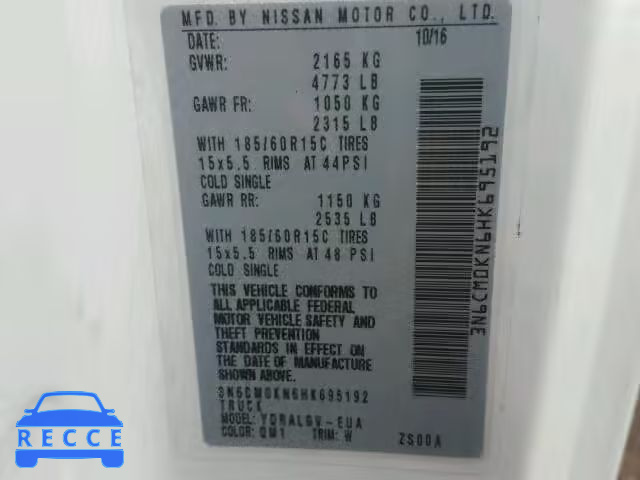 MFD. BY NISSAN MOTOR CO., LTD.
DATE: 10/16
GVWR: 2165 KG
4773 LB
GAWR FR: 1050 KG
2315 LB
WITH 185/60R15C TIRES
15x5.5 RIMS AT 44PSI
COLD SINGLE
GAWR RR: 1150 KG
2535 LB
WITH 185/60R15C TIRES
15x5.5 RIMS AT 48 PSI
COLD SINGLE
THIS VEHICLE CONFORMS TO
ALL APPLICABLE FEDERAL
MOTOR VEHICLE SAFETY AND
THEFT PREVENTION
STANDARDS IN EFFECT ON
THE DATE OF MANUFACTURE
SHOWN ABOVE.
3N6CM0KN6HK695192
TRUCK
MODEL: YDRALGV-EUA
COLOR: QM1 TRIM: W ZS00A
3N6CM0KN6HK695192
RECCE